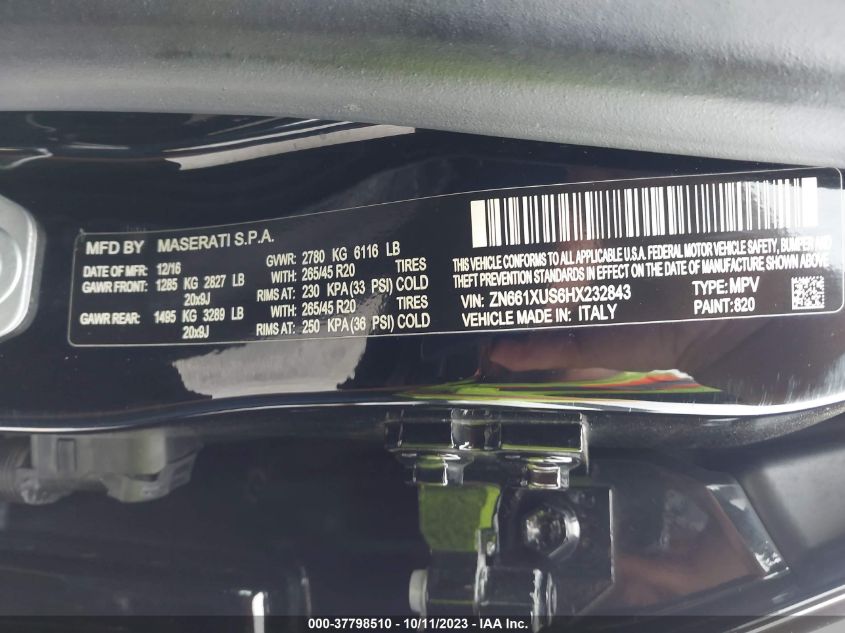 MFD BY MASERATI S.P.A.
DATE OF MFR: 12/16 GVWR: 2780 KG 6116 LB
GAWR FRONT: 1285 KG 2827 LB WITH: 265/45 R20 TIRES
20x9J RIMS AT: 230 KPA (33 PSI) COLD
GAWR REAR: 1495 KG 3289 LB WITH: 265/45 R20 TIRES
20x9J RIMS AT: 250 KPA (36 PSI) COLD
THIS VEHICLE CONFORMS TO ALL APPLICABLE U.S.A. FEDERAL MOTOR VEHICLE SAFETY, BUMPER AND
THEFT PREVENTION STANDARDS IN EFFECT ON THE DATE OF MANUFACTURE SHOWN ABOVE.
VIN: ZN661XUS6HX232843 TYPE: MPV
VEHICLE MADE IN: ITALY PAINT: 820
000-37798510 - 10/11/2023 - IAA Inc.